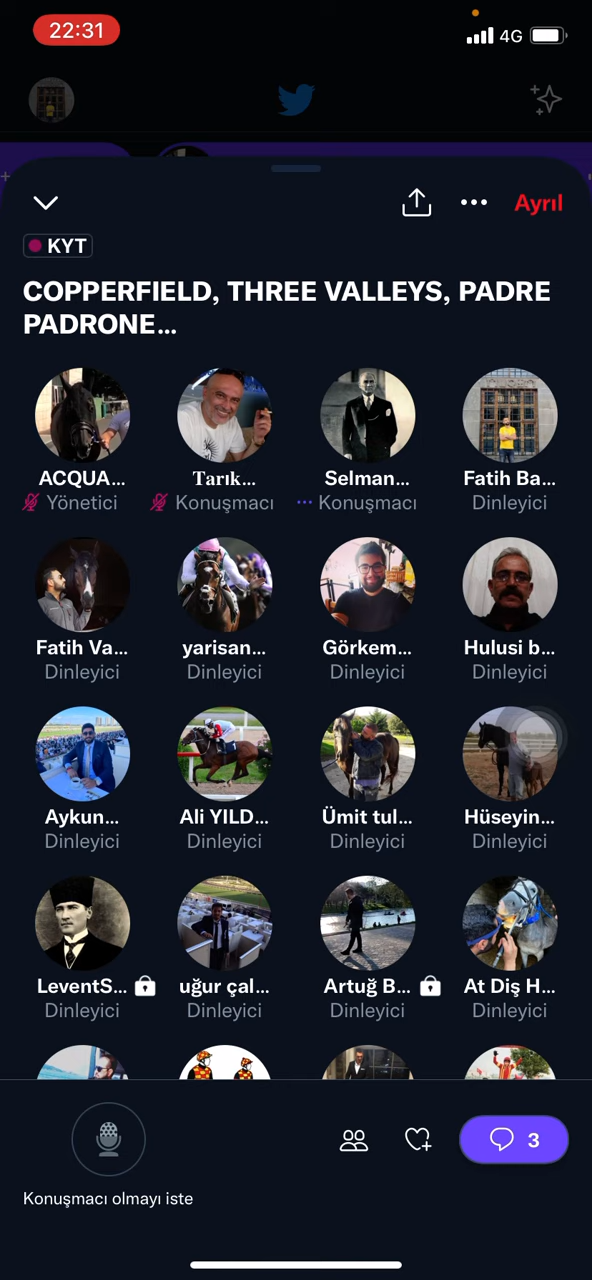 22:31
4G
Ayrıl
KYT
COPPERFIELD, THREE VALLEYS, PADRE
PADRONE...
ACQUA... Tarık... Selman... Fatih Ba...
Yönetici Konuşmacı Konuşmacı Dinleyici
Fatih Va... yarisan... Görkem... Hulusi b...
Dinleyici Dinleyici Dinleyici Dinleyici
Aykun... Ali YILD... Ümit tul... Hüseyin...
Dinleyici Dinleyici Dinleyici Dinleyici
LeventS... uğur çal... Artuğ B... At Diş H...
Dinleyici Dinleyici Dinleyici Dinleyici
3
Konuşmacı olmayı iste